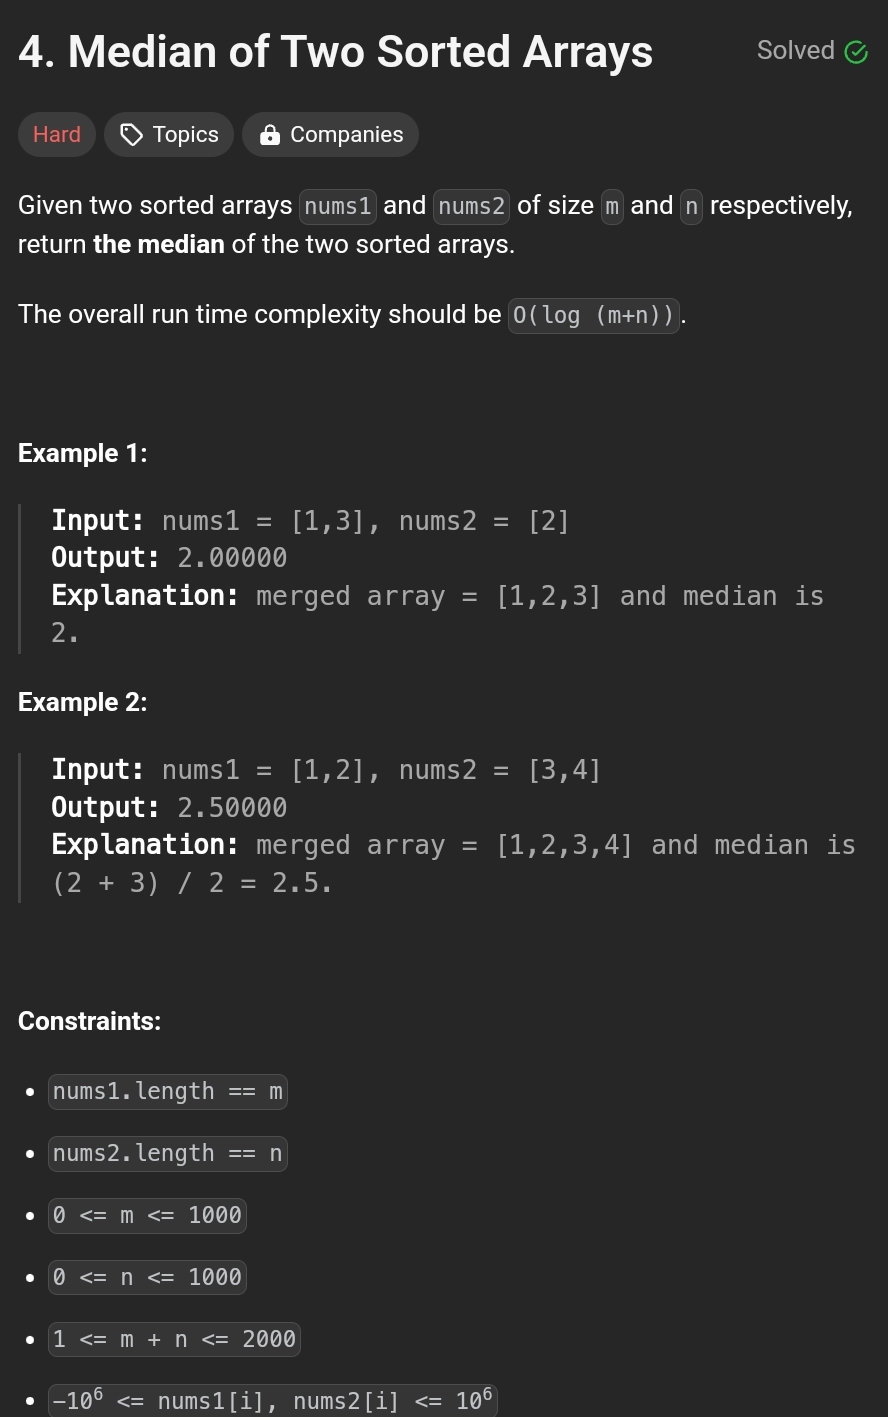 4. Median of Two Sorted Arrays
Solved
Hard
Topics
Companies
Given two sorted arrays nums1 and nums2 of size m and n respectively,
return the median of the two sorted arrays.
The overall run time complexity should be O(log (m+n)).
Example 1:
Input: nums1 = [1,3], nums2 = [2]
Output: 2.00000
Explanation: merged array = [1,2,3] and median is
2.
Example 2:
Input: nums1 = [1,2], nums2 = [3,4]
Output: 2.50000
Explanation: merged array = [1,2,3,4] and median is
(2 + 3) / 2 = 2.5.
Constraints:
• nums1.length == m
• nums2.length == n
• 0 <= m <= 1000
• 0 <= n <= 1000
• 1 <= m + n <= 2000
• −10⁶ <= nums1[i], nums2[i] <= 10⁶